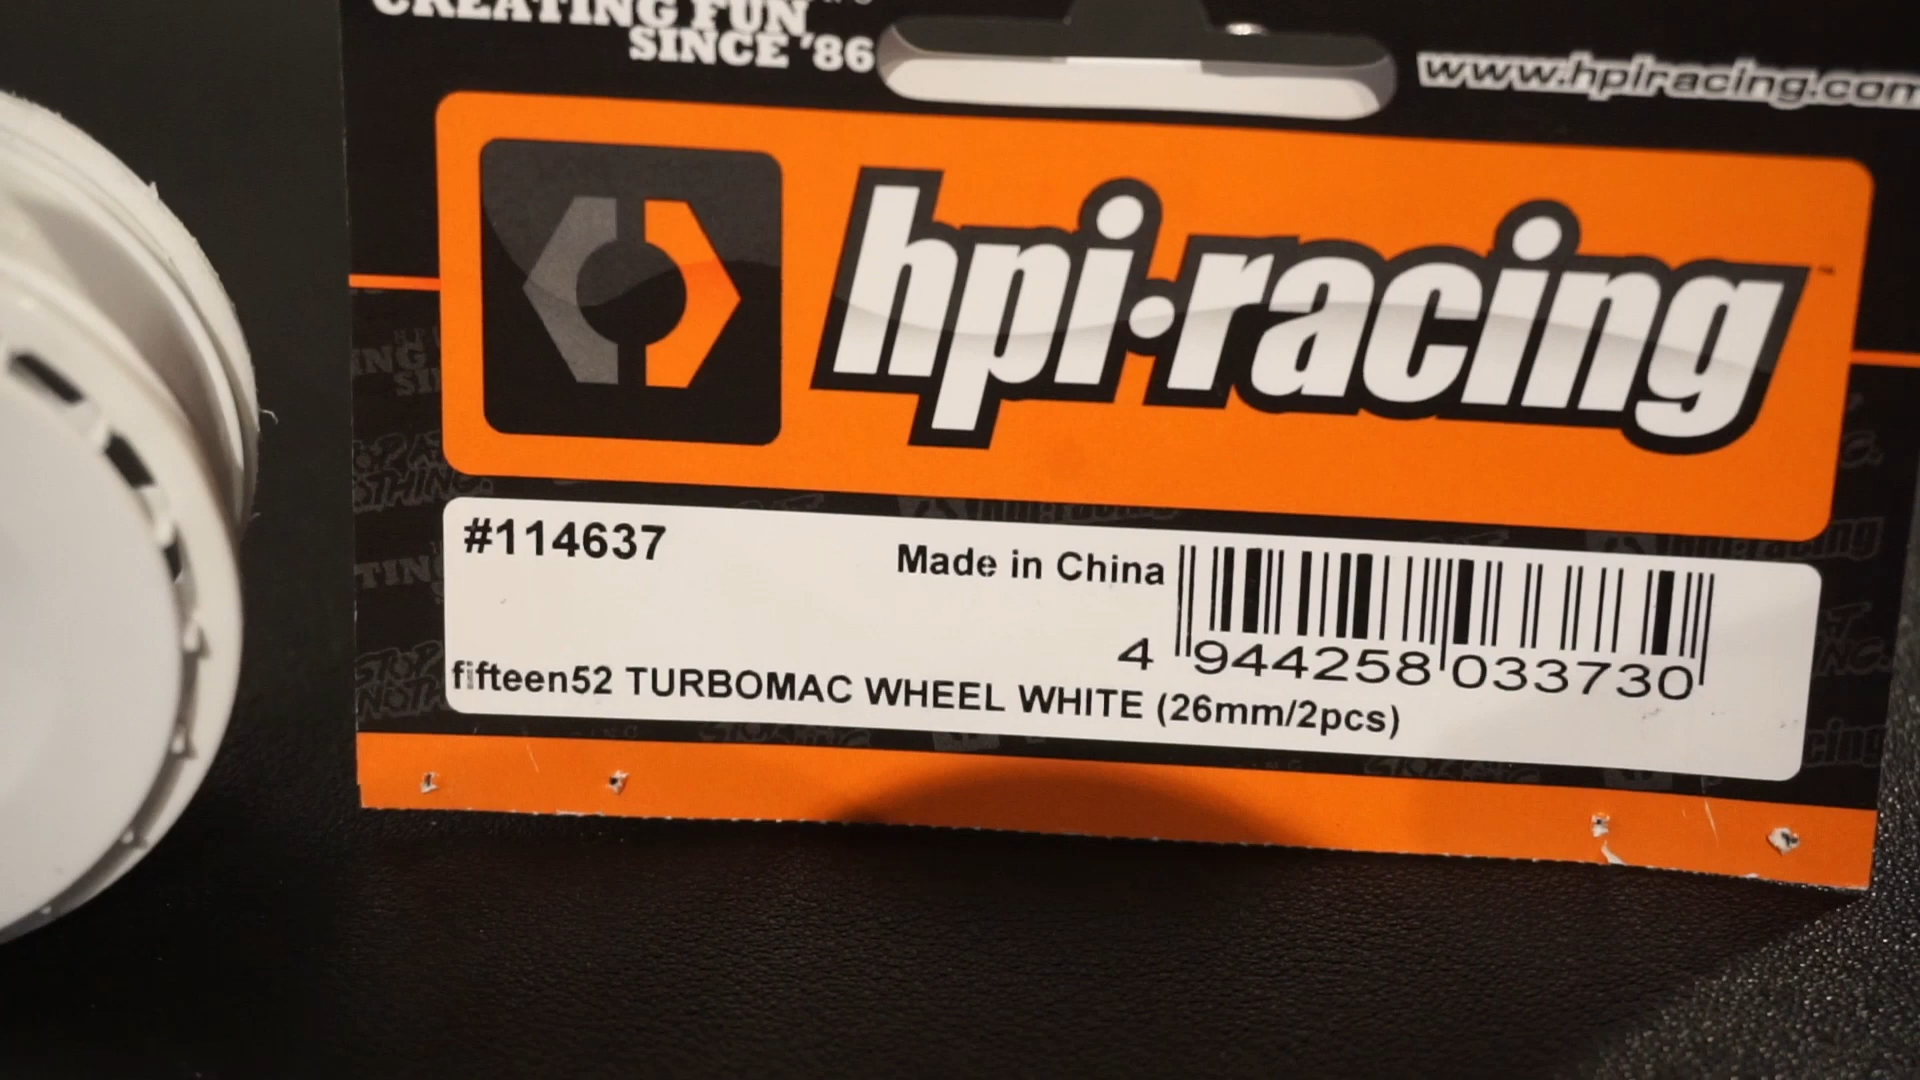 CREATING FUN
SINCE '86
www.hpiracing.com
hpi·racing™
#114637
Made in China
4 944258 033730
fifteen52 TURBOMAC WHEEL WHITE (26mm/2pcs)